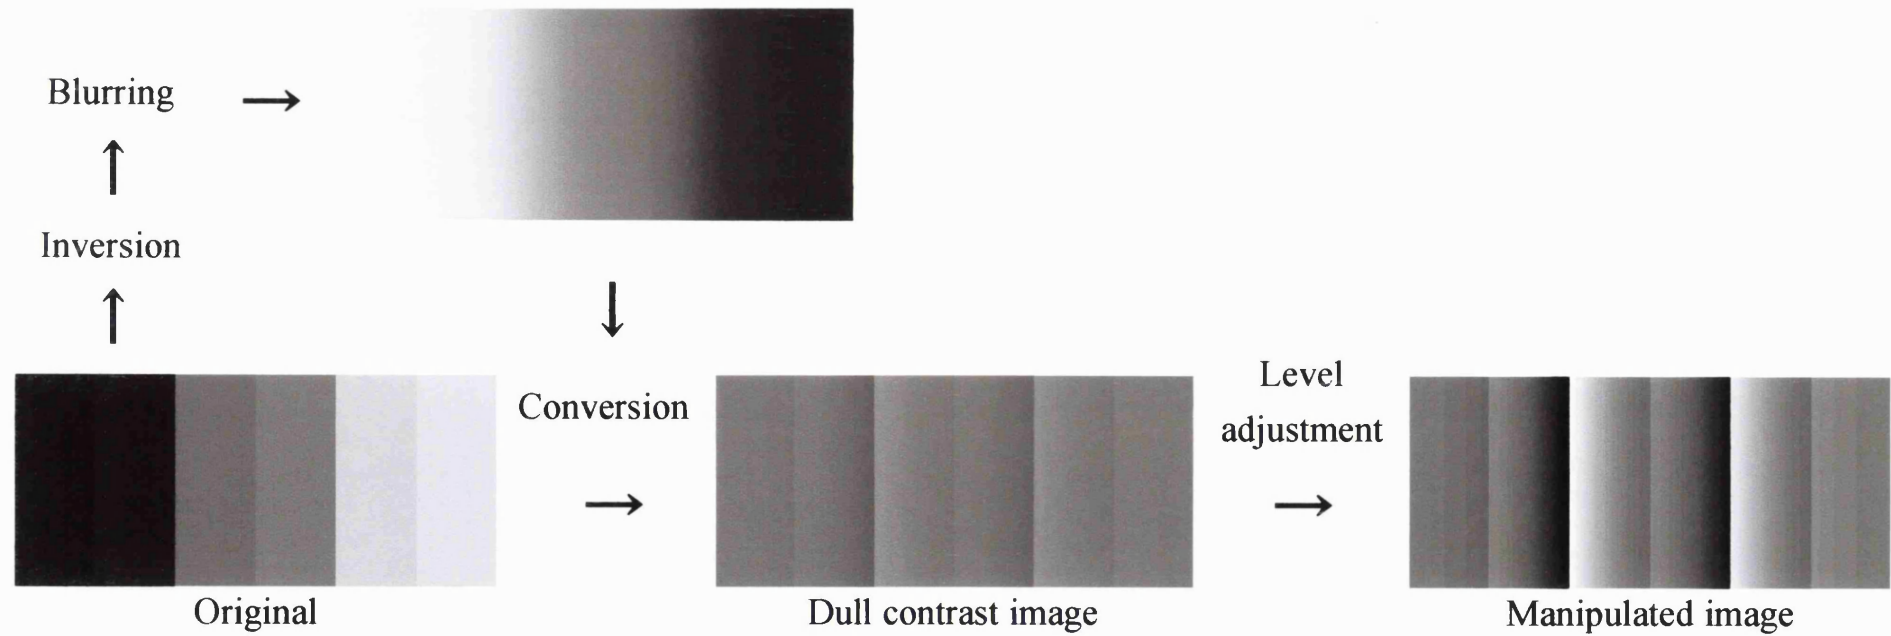 Blurring
Inversion
Conversion
Level
adjustment
Original
Dull contrast image
Manipulated image